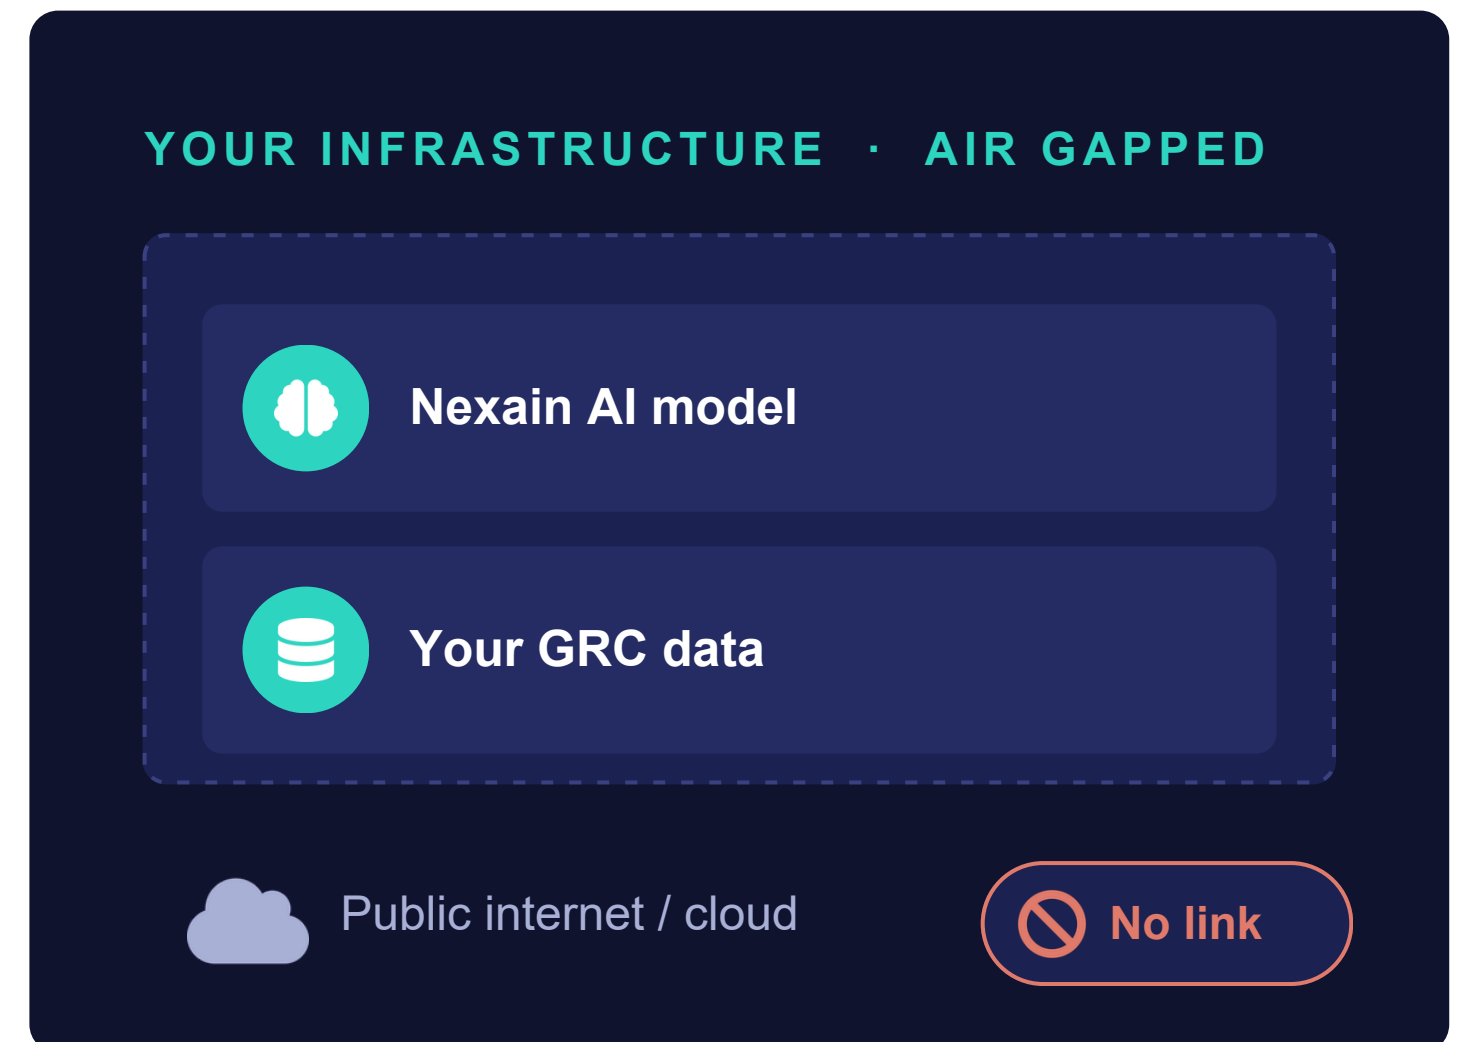 YOUR INFRASTRUCTURE · AIR GAPPED
Nexain AI model
Your GRC data
Public internet / cloud
No link